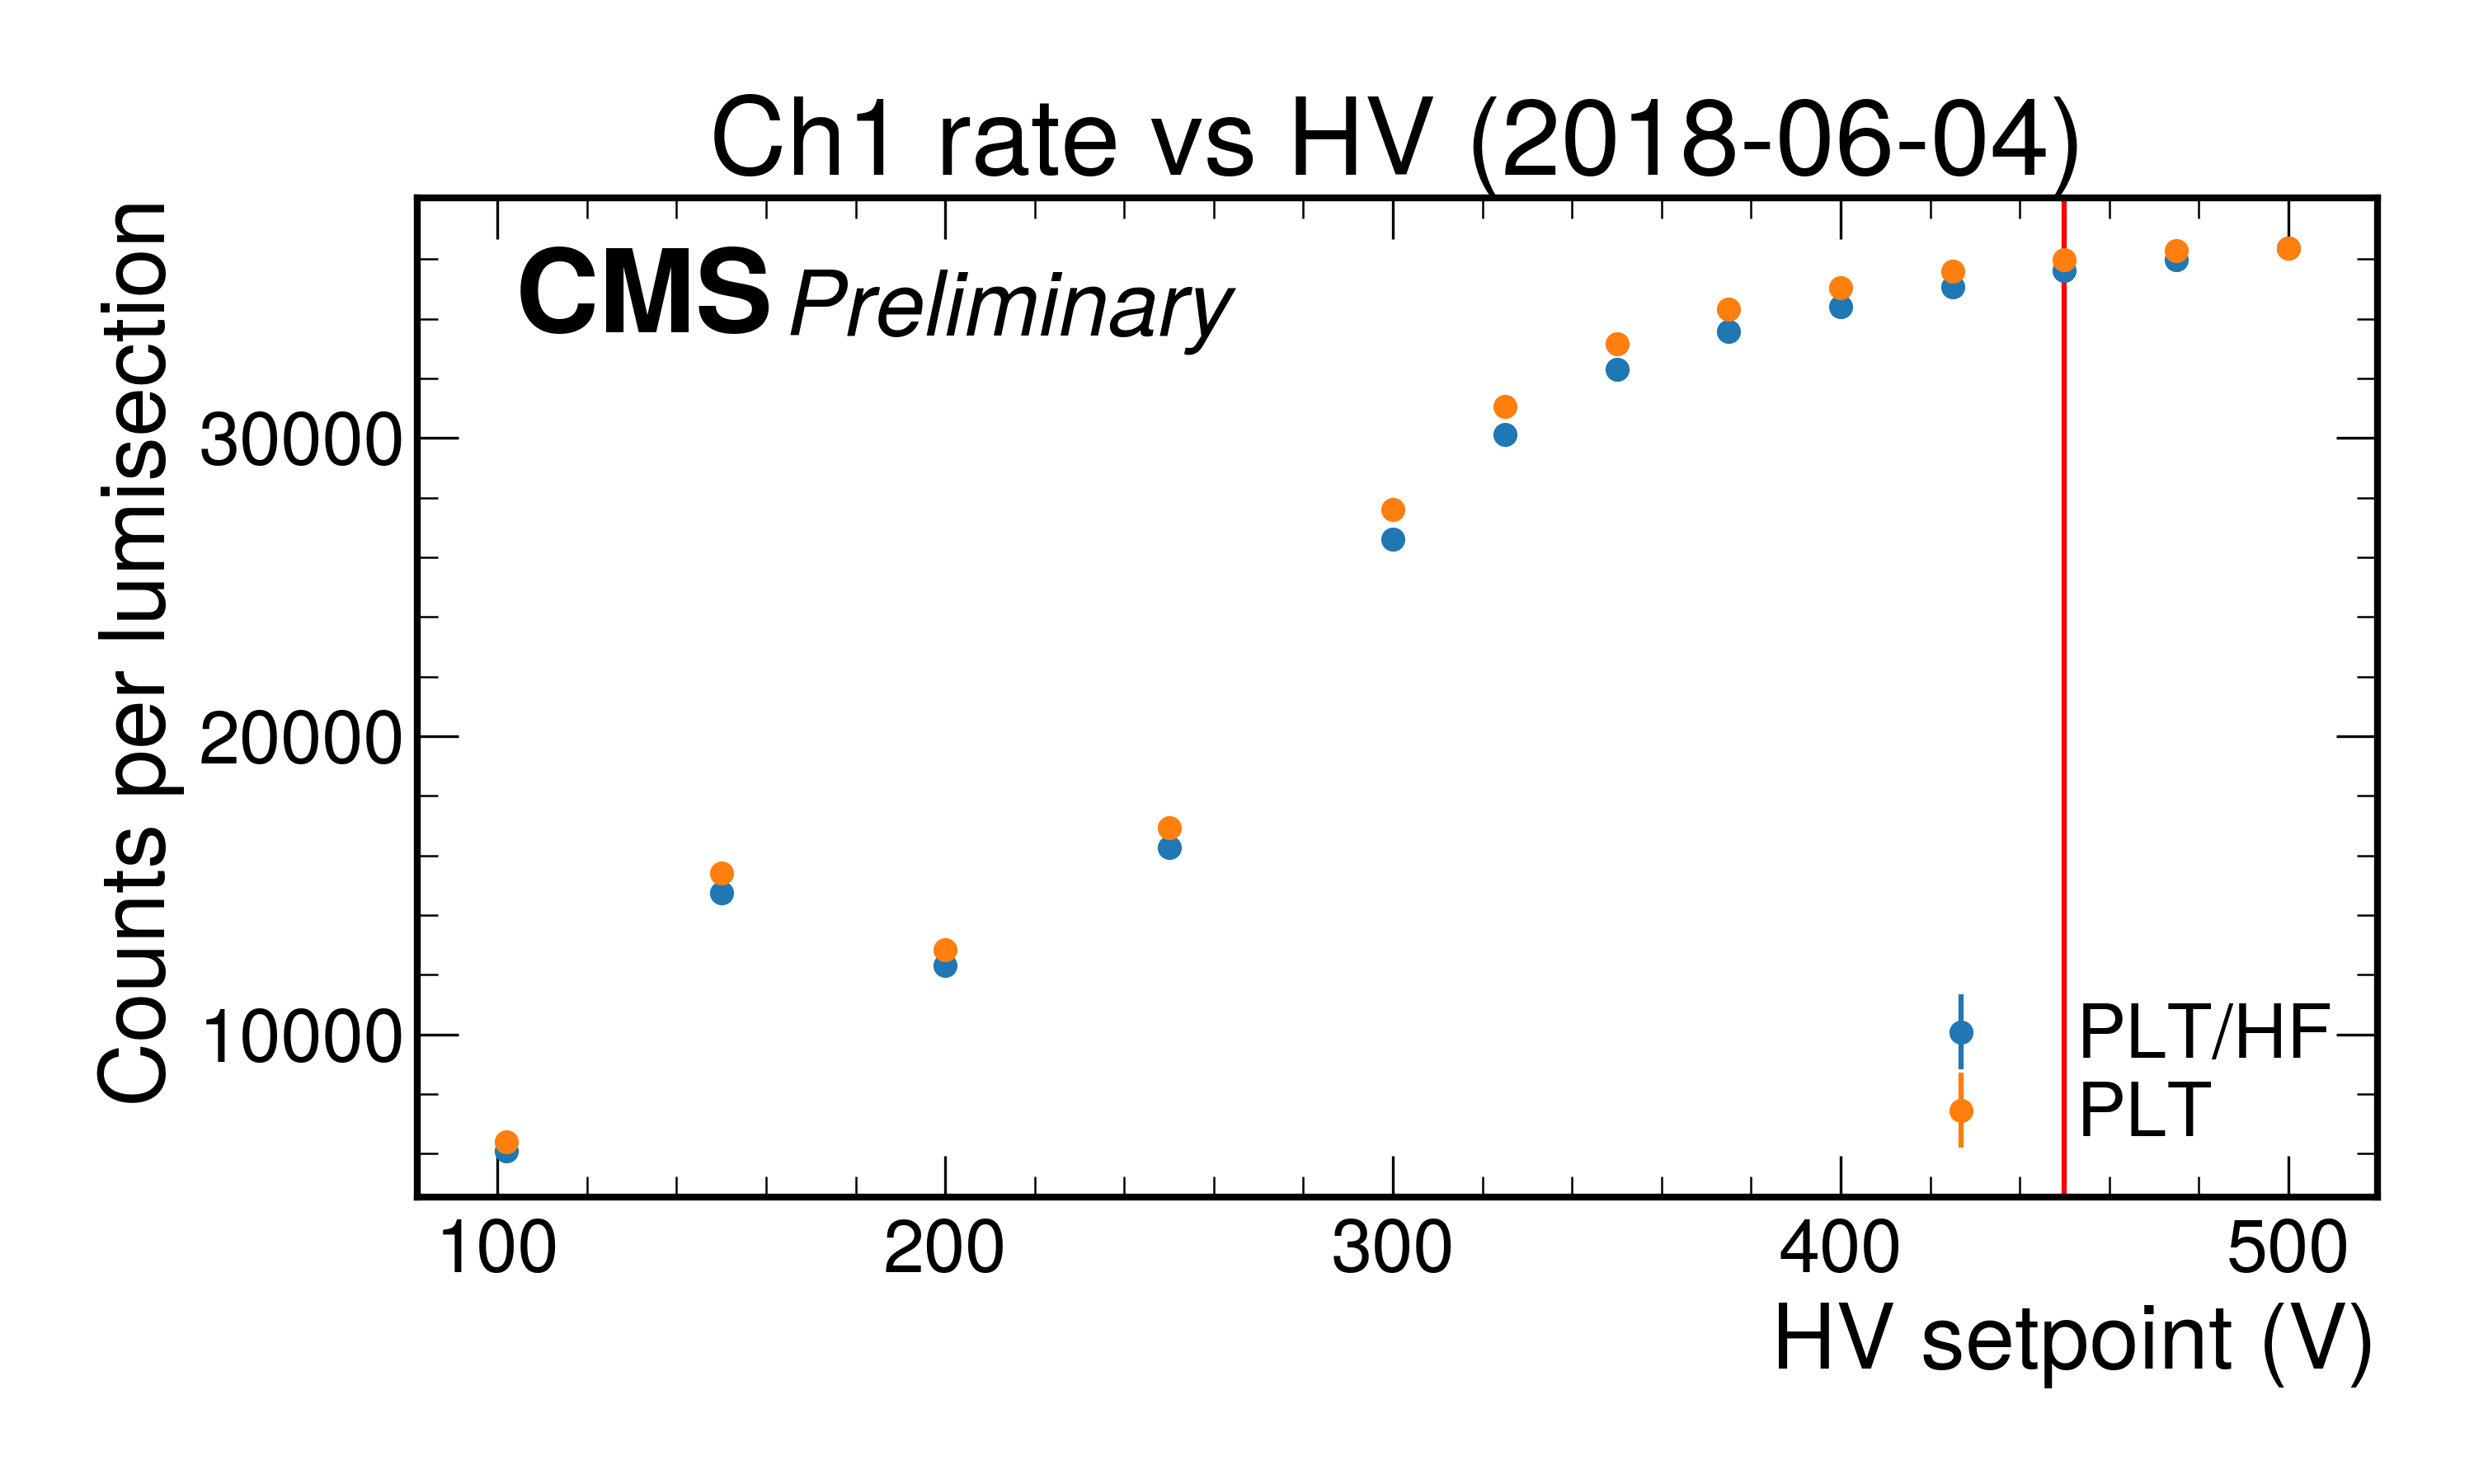 Ch1 rate vs HV (2018-06-04)
CMS Preliminary
Counts per lumisection
30000
20000
10000
PLT/HF
PLT
100 200 300 400 500
HV setpoint (V)